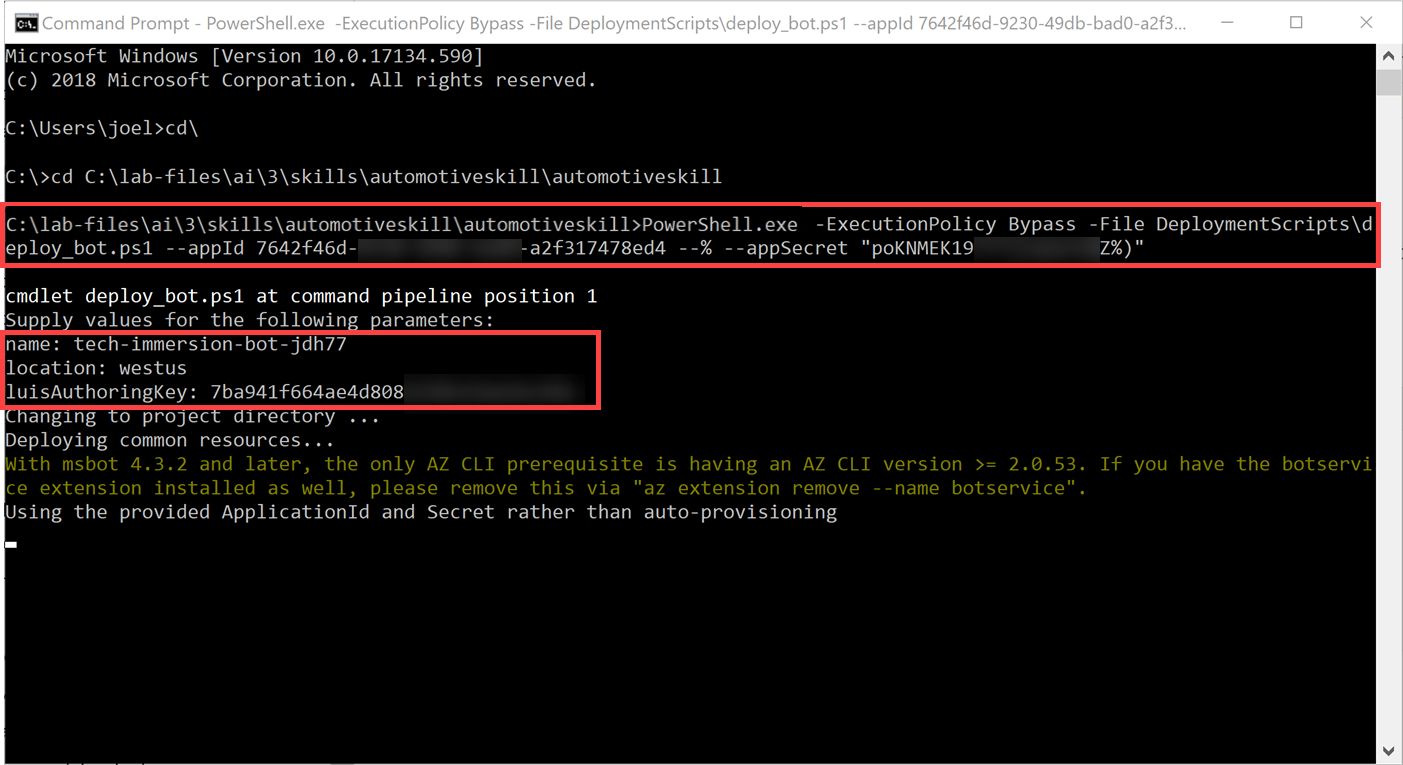 Command Prompt - PowerShell.exe  -ExecutionPolicy Bypass -File DeploymentScripts\deploy_bot.ps1 --appId 7642f46d-9230-49db-bad0-a2f3...
Microsoft Windows [Version 10.0.17134.590]
(c) 2018 Microsoft Corporation. All rights reserved.
C:\Users\joel>cd\
C:\>cd C:\lab-files\ai\3\skills\automotiveskill\automotiveskill
C:\lab-files\ai\3\skills\automotiveskill\automotiveskill>PowerShell.exe  -ExecutionPolicy Bypass -File DeploymentScripts\d
eploy_bot.ps1 --appId 7642f46d- -a2f317478ed4 --% --appSecret "poKNMEK19 Z%)"
cmdlet deploy_bot.ps1 at command pipeline position 1
Supply values for the following parameters:
name: tech-immersion-bot-jdh77
location: westus
luisAuthoringKey: 7ba941f664ae4d808
Changing to project directory ...
Deploying common resources...
With msbot 4.3.2 and later, the only AZ CLI prerequisite is having an AZ CLI version >= 2.0.53. If you have the botservi
ce extension installed as well, please remove this via "az extension remove --name botservice".
Using the provided ApplicationId and Secret rather than auto-provisioning